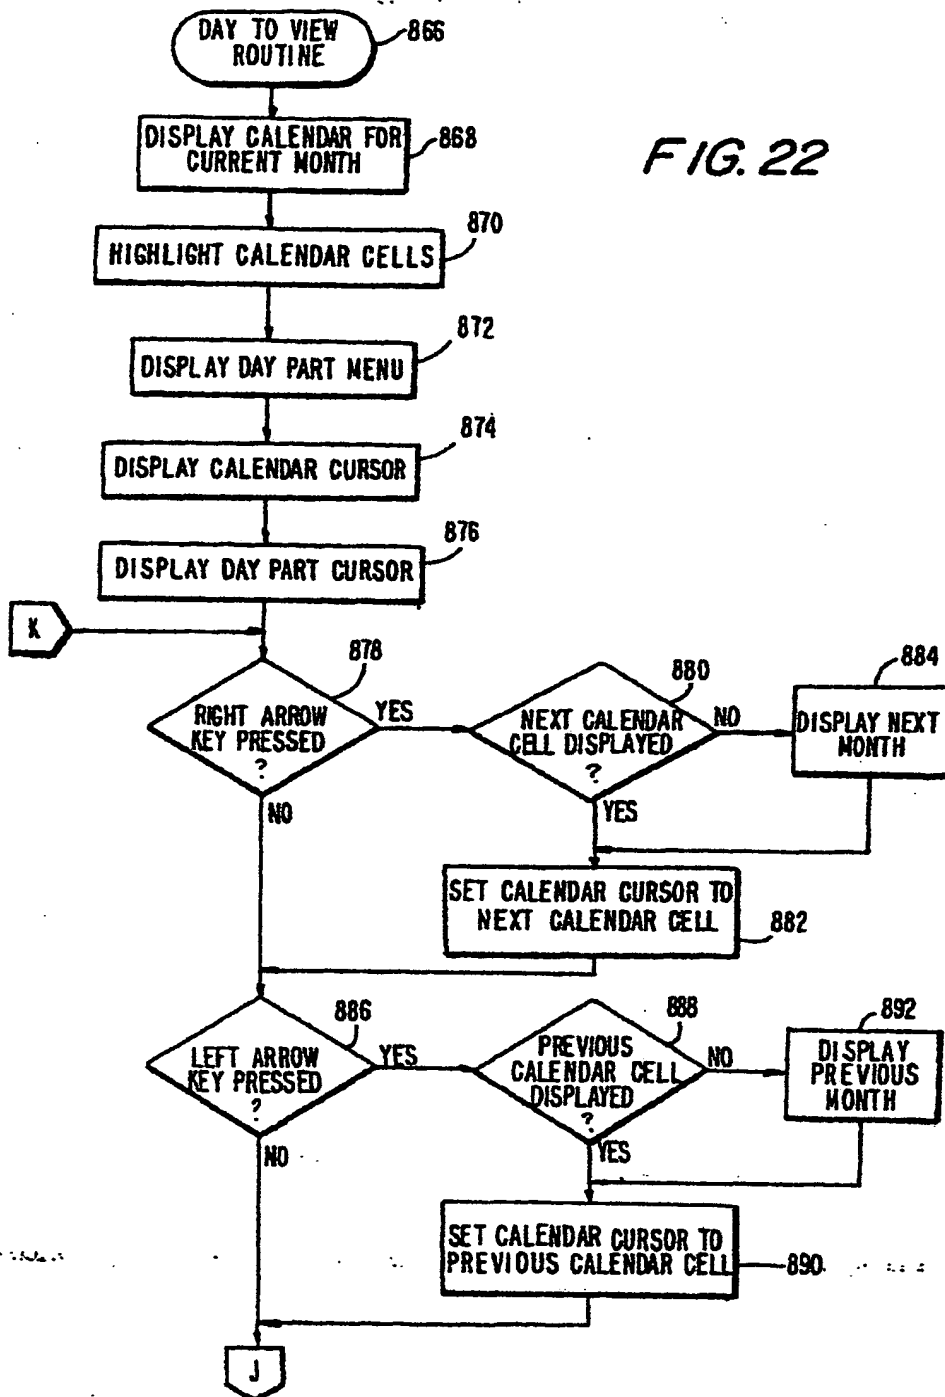 DAY TO VIEW
ROUTINE
866
DISPLAY CALENDAR FOR
CURRENT MONTH
868
FIG. 22
870
HIGHLIGHT CALENDAR CELLS
872
DISPLAY DAY PART MENU
874
DISPLAY CALENDAR CURSOR
876
DISPLAY DAY PART CURSOR
K
878
RIGHT ARROW
KEY PRESSED
?
YES
NO
880
NEXT CALENDAR
CELL DISPLAYED
?
NO
YES
884
DISPLAY NEXT
MONTH
SET CALENDAR CURSOR TO
NEXT CALENDAR CELL
882
886
LEFT ARROW
KEY PRESSED
?
YES
NO
888
PREVIOUS
CALENDAR CELL
DISPLAYED
?
NO
YES
892
DISPLAY
PREVIOUS
MONTH
SET CALENDAR CURSOR TO
PREVIOUS CALENDAR CELL
890
J